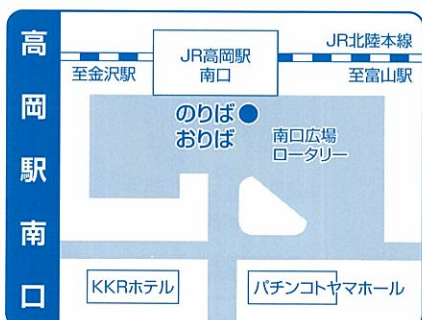 高岡駅南口
JR高岡駅
南口
JR北陸本線
至金沢駅
至富山駅
のりば
おりば
南口広場
ロータリー
KKRホテル
パチンコトヤマホール